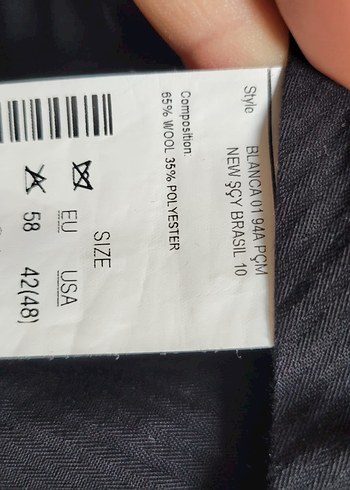 Style
BLANCA 01 94A PÇM
NEW ŞÇY BRASIL 10
Composition:
65% WOOL 35% POLYESTER
SIZE
EU USA
58 42(48)